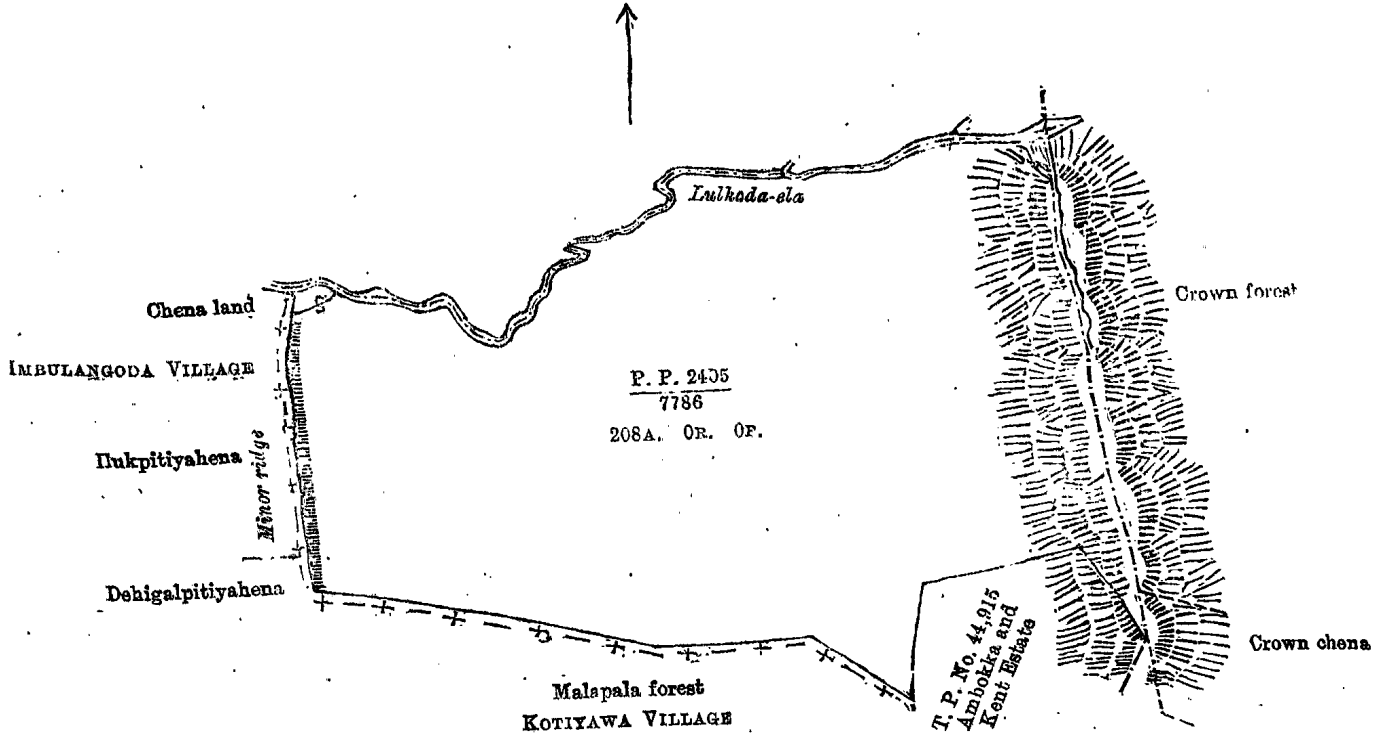 Lulkoda-ela
Chena land
IMBULANGODA VILLAGE
Ilukpitiyahena
Minor ridge
Dehigalpitiyahena
P. P. 2405
7786
208A. 0R. 0P.
Crown forest
Crown chena
T. P. No. 44,915
Ambokka and
Kent Estate
Malapala forest
KOTIYAWA VILLAGE